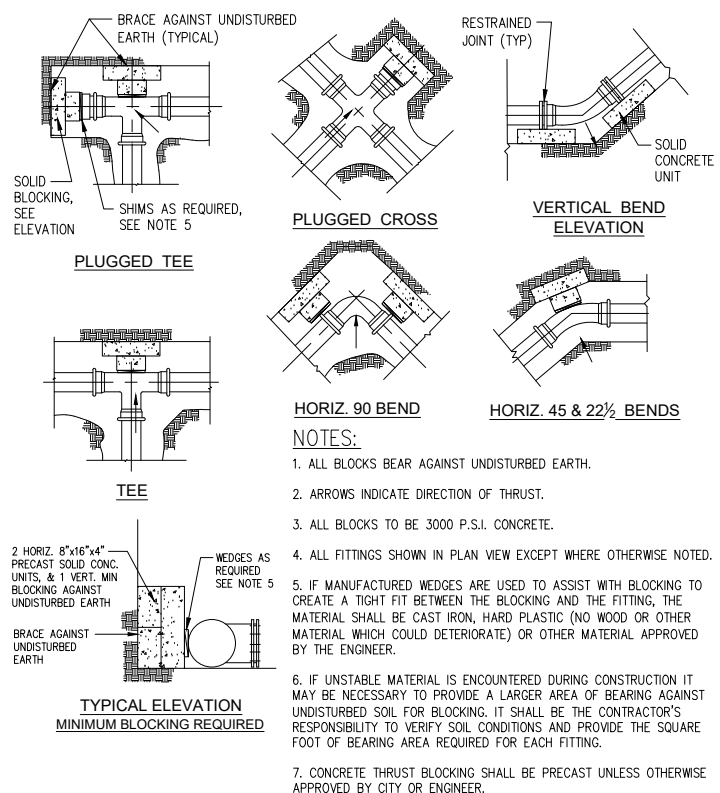 BRACE AGAINST UNDISTURBED
EARTH (TYPICAL)
SOLID
BLOCKING,
SEE
ELEVATION
SHIMS AS REQUIRED,
SEE NOTE 5
PLUGGED TEE
PLUGGED CROSS
RESTRAINED
JOINT (TYP)
SOLID
CONCRETE
UNIT
VERTICAL BEND
ELEVATION
TEE
HORIZ. 90 BEND
HORIZ. 45 & 22½ BENDS
2 HORIZ. 8"x16"x4"
PRECAST SOLID CONC.
UNITS, & 1 VERT. MIN
BLOCKING AGAINST
UNDISTURBED EARTH
BRACE AGAINST
UNDISTURBED
EARTH
WEDGES AS
REQUIRED
SEE NOTE 5
TYPICAL ELEVATION
MINIMUM BLOCKING REQUIRED
NOTES:
1. ALL BLOCKS BEAR AGAINST UNDISTURBED EARTH.
2. ARROWS INDICATE DIRECTION OF THRUST.
3. ALL BLOCKS TO BE 3000 P.S.I. CONCRETE.
4. ALL FITTINGS SHOWN IN PLAN VIEW EXCEPT WHERE OTHERWISE NOTED.
5. IF MANUFACTURED WEDGES ARE USED TO ASSIST WITH BLOCKING TO
CREATE A TIGHT FIT BETWEEN THE BLOCKING AND THE FITTING, THE
MATERIAL SHALL BE CAST IRON, HARD PLASTIC (NO WOOD OR OTHER
MATERIAL WHICH COULD DETERIORATE) OR OTHER MATERIAL APPROVED
BY THE ENGINEER.
6. IF UNSTABLE MATERIAL IS ENCOUNTERED DURING CONSTRUCTION IT
MAY BE NECESSARY TO PROVIDE A LARGER AREA OF BEARING AGAINST
UNDISTURBED SOIL FOR BLOCKING. IT SHALL BE THE CONTRACTOR'S
RESPONSIBILITY TO VERIFY SOIL CONDITIONS AND PROVIDE THE SQUARE
FOOT OF BEARING AREA REQUIRED FOR EACH FITTING.
7. CONCRETE THRUST BLOCKING SHALL BE PRECAST UNLESS OTHERWISE
APPROVED BY CITY OR ENGINEER.